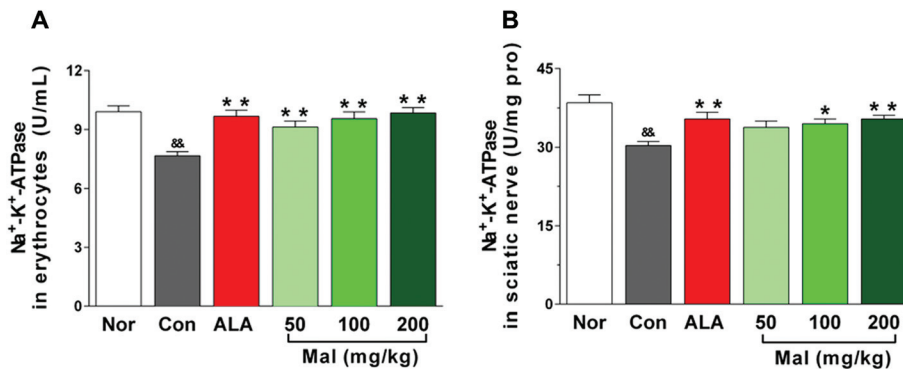 A
Na⁺-K⁺-ATPase
in erythrocytes (U/mL)
12
9
6
3
0
&&
**
**
**
**
Nor Con ALA 50 100 200
Mal (mg/kg)
B
Na⁺-K⁺-ATPase
in sciatic nerve (U/mg pro)
45
30
15
0
&&
**
*
**
Nor Con ALA 50 100 200
Mal (mg/kg)